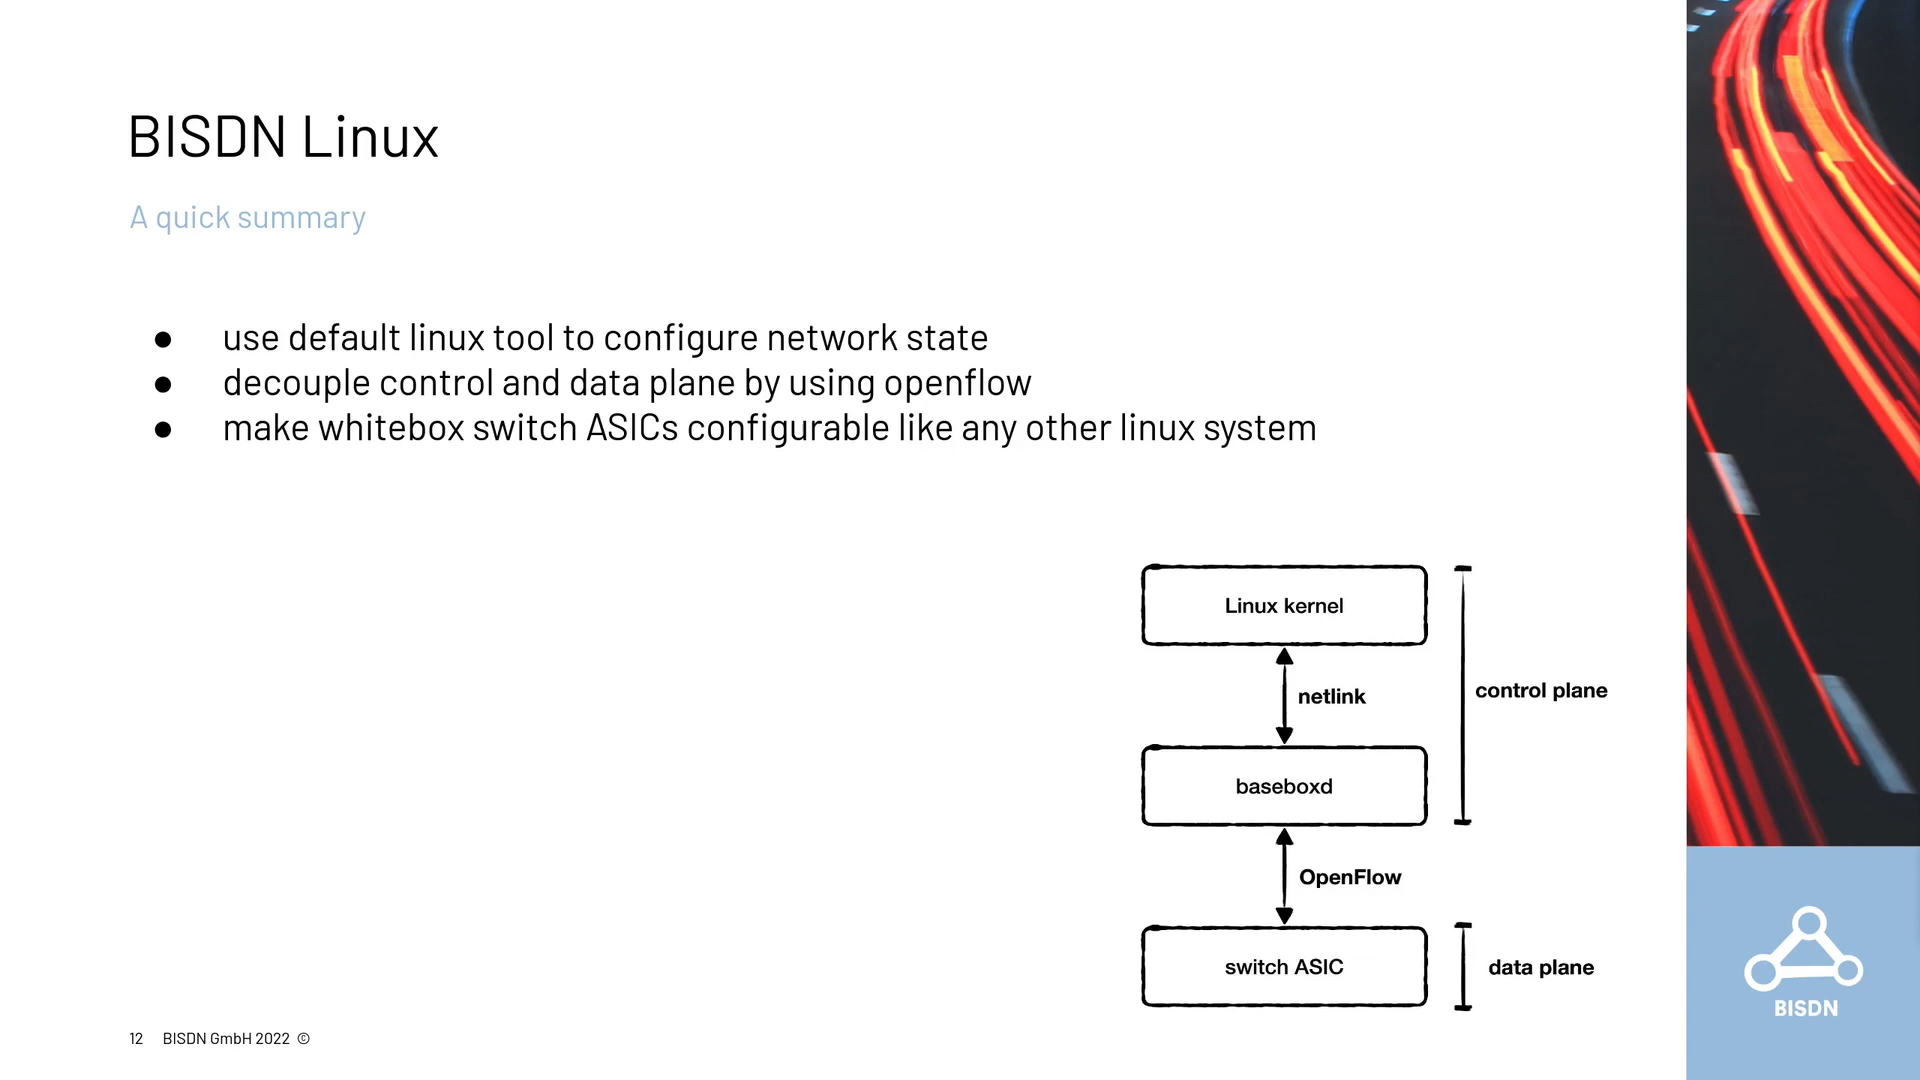 BISDN Linux
A quick summary
● use default linux tool to configure network state
● decouple control and data plane by using openflow
● make whitebox switch ASICs configurable like any other linux system
Linux kernel
netlink
control plane
baseboxd
OpenFlow
switch ASIC
data plane
BISDN
12 BISDN GmbH 2022 ©